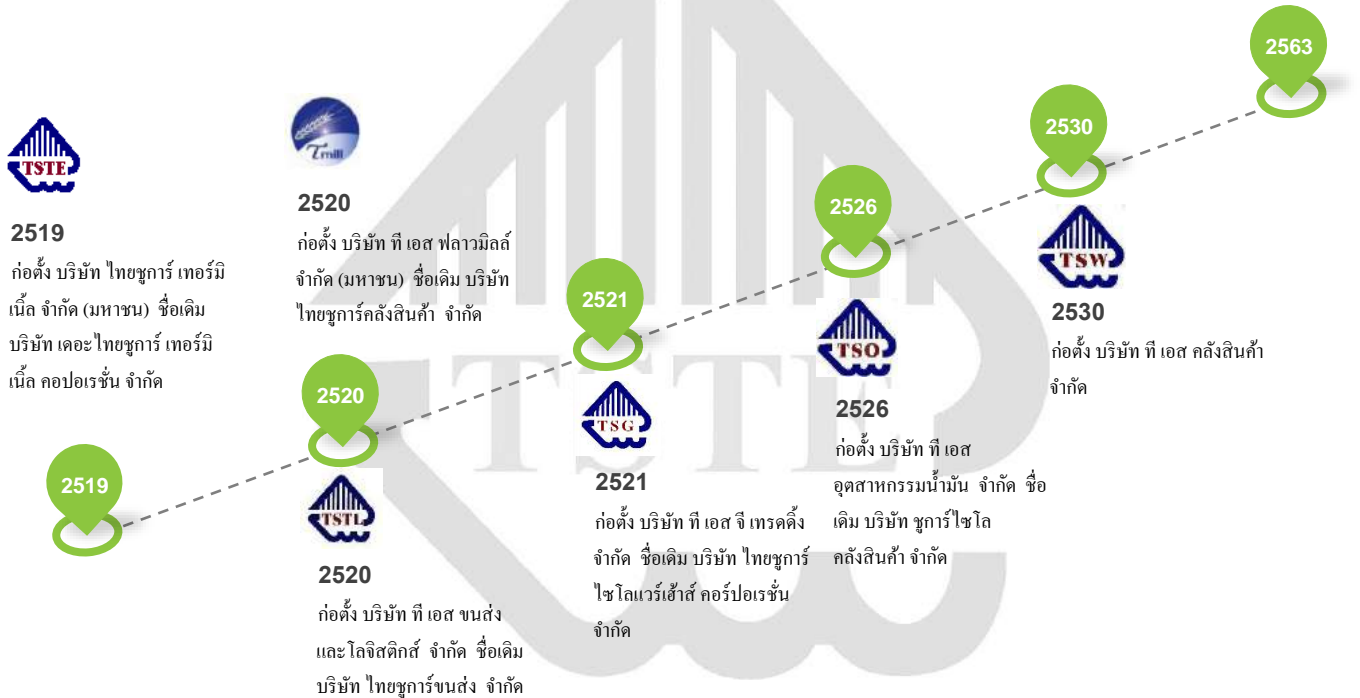 2519
2520
2521
2526
2530
2563
TSTE
TSTE
2519
ก่อตั้ง บริษัท ไทยชูการ์ เทอร์มิ
เนิ้ล จำกัด (มหาชน) ชื่อเดิม
บริษัท เดอะไทยชูการ์ เทอร์มิ
เนิ้ล คอปอเรชั่น จำกัด
Tmill
2520
ก่อตั้ง บริษัท ที เอส ฟลาวมิลล์
จำกัด (มหาชน) ชื่อเดิม บริษัท
ไทยชูการ์คลังสินค้า จำกัด
TSTL
2520
ก่อตั้ง บริษัท ที เอส ขนส่ง
และโลจิสติกส์ จำกัด ชื่อเดิม
บริษัท ไทยชูการ์ขนส่ง จำกัด
TSG
2521
ก่อตั้ง บริษัท ที เอส จี เทรดดิ้ง
จำกัด ชื่อเดิม บริษัท ไทยชูการ์
ไซโลแวร์เฮ้าส์ คอร์ปอเรชั่น
จำกัด
TSO
2526
ก่อตั้ง บริษัท ที เอส
อุตสาหกรรมน้ำมัน จำกัด ชื่อ
เดิม บริษัท ชูการ์ไซโล
คลังสินค้า จำกัด
TSW
2530
ก่อตั้ง บริษัท ที เอส คลังสินค้า
จำกัด